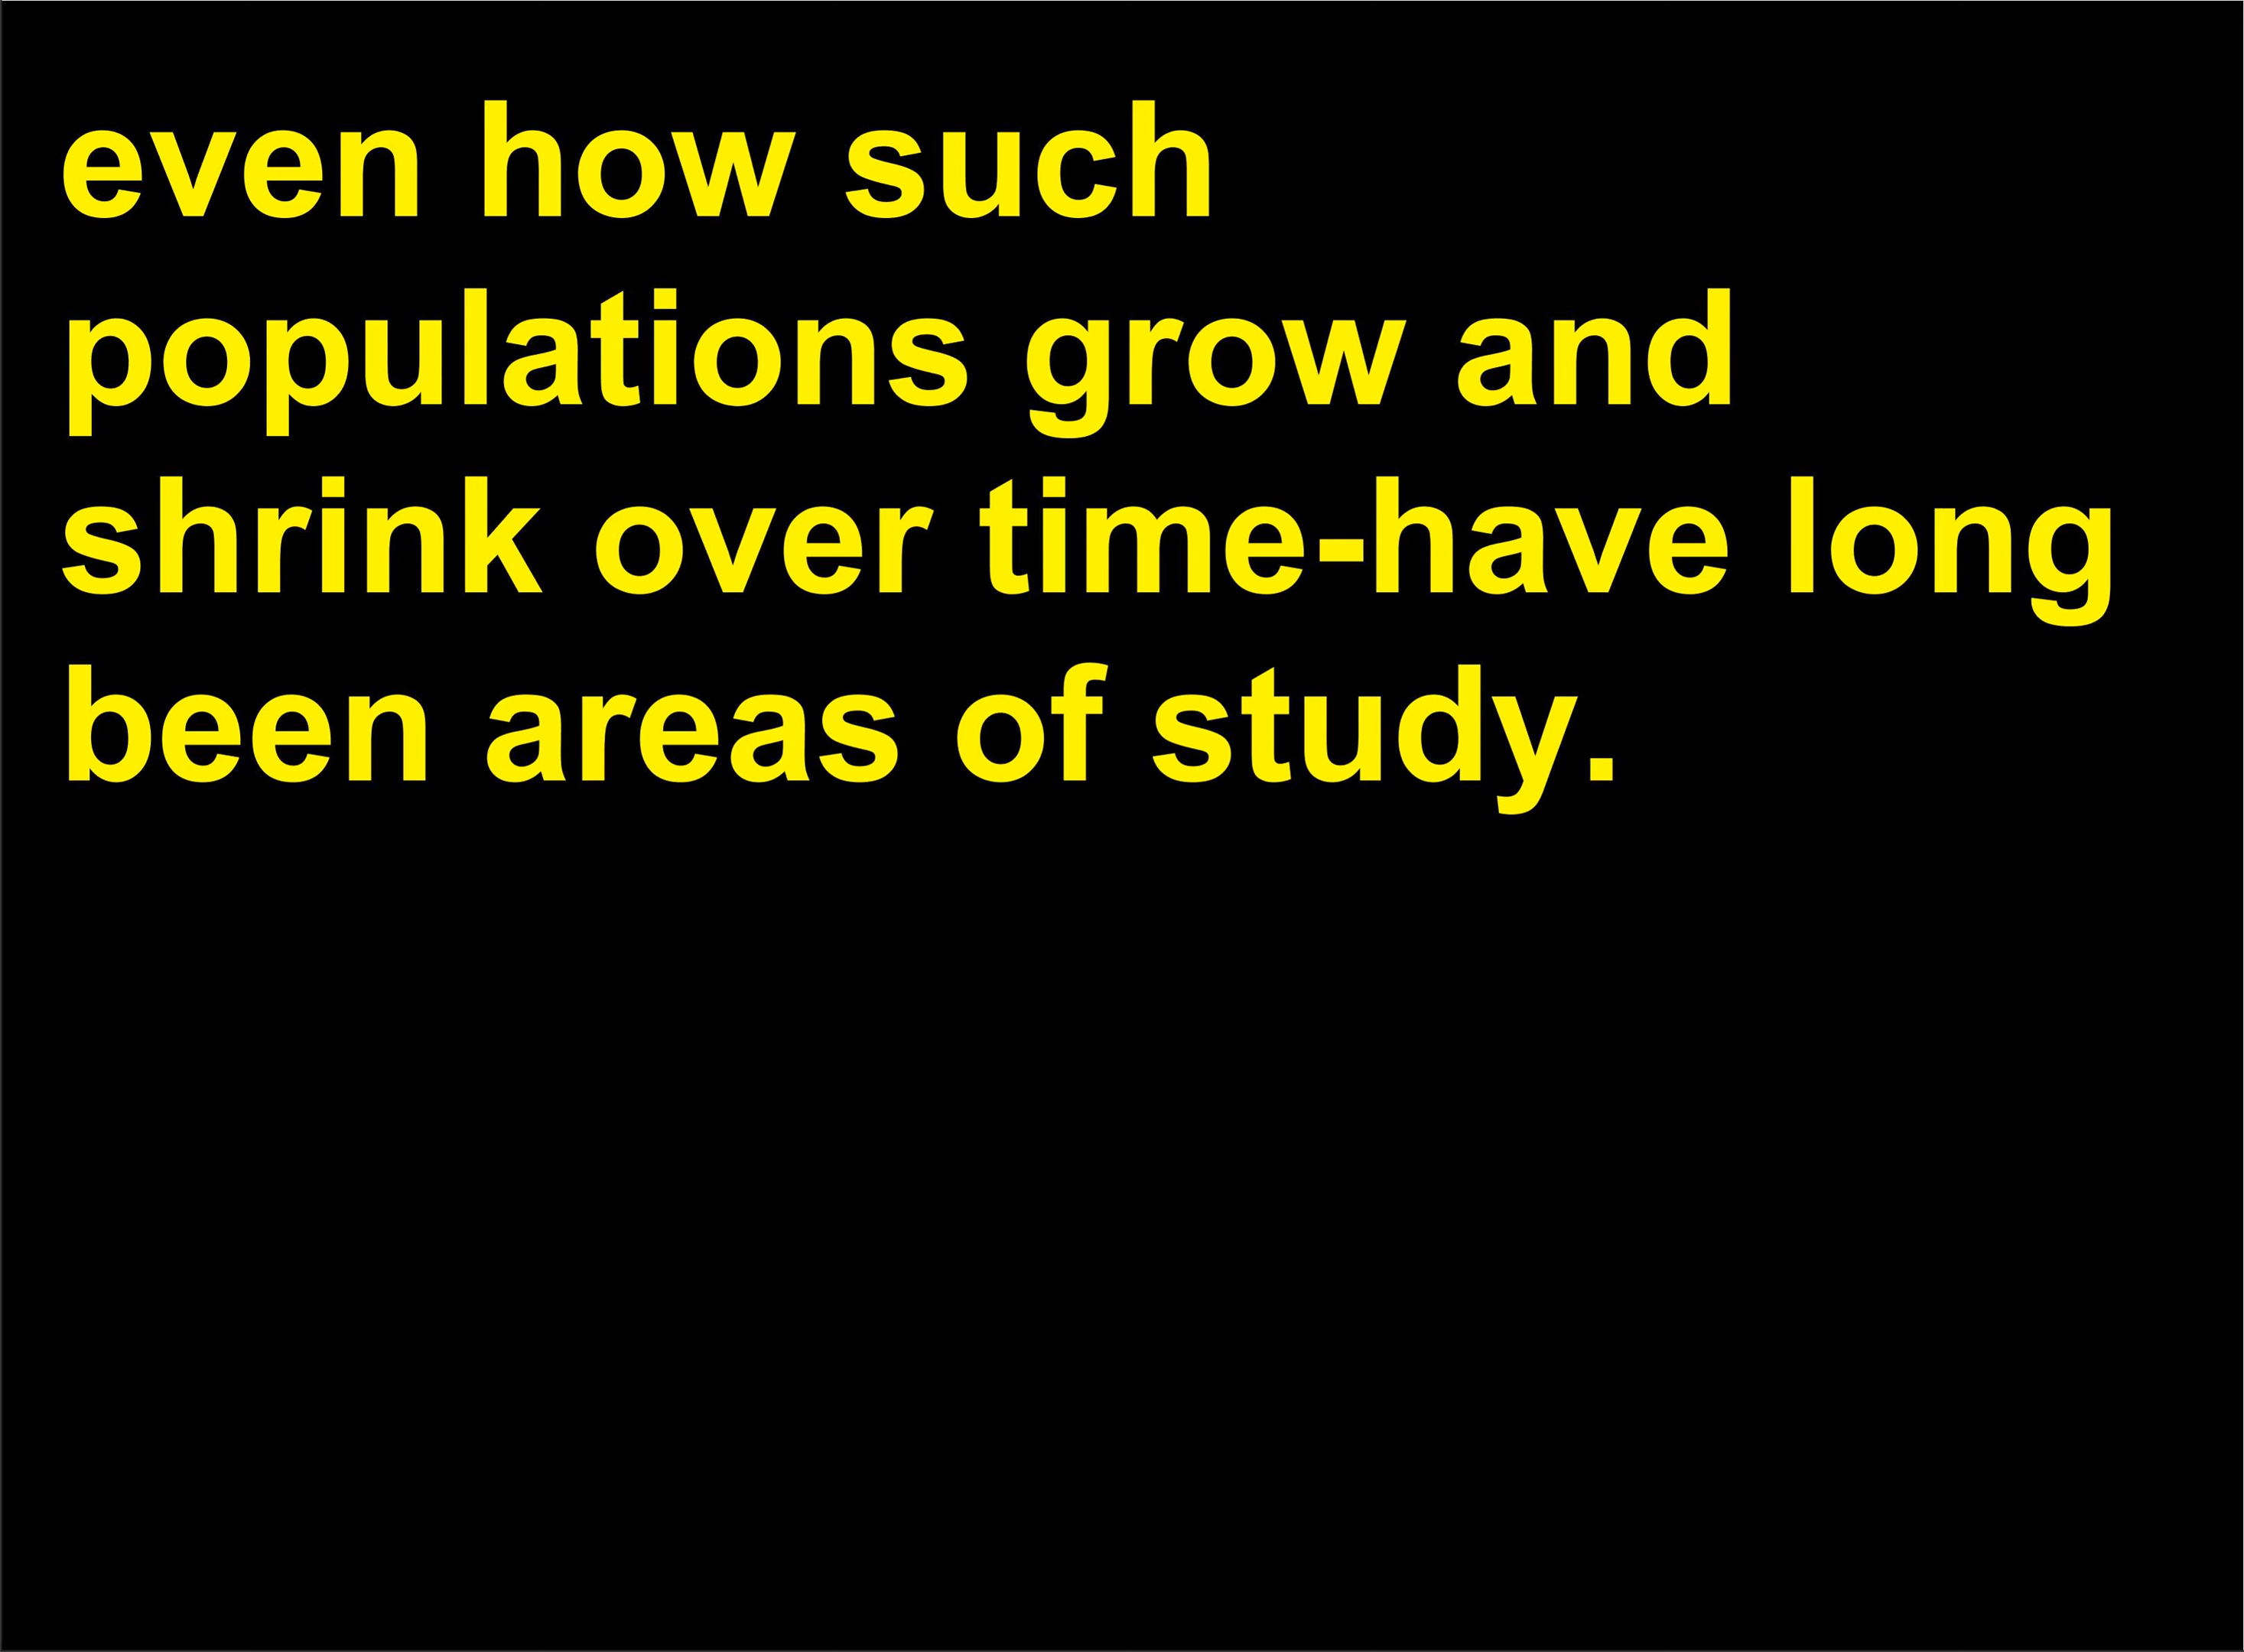 even how such
populations grow and
shrink over time-have long
been areas of study.